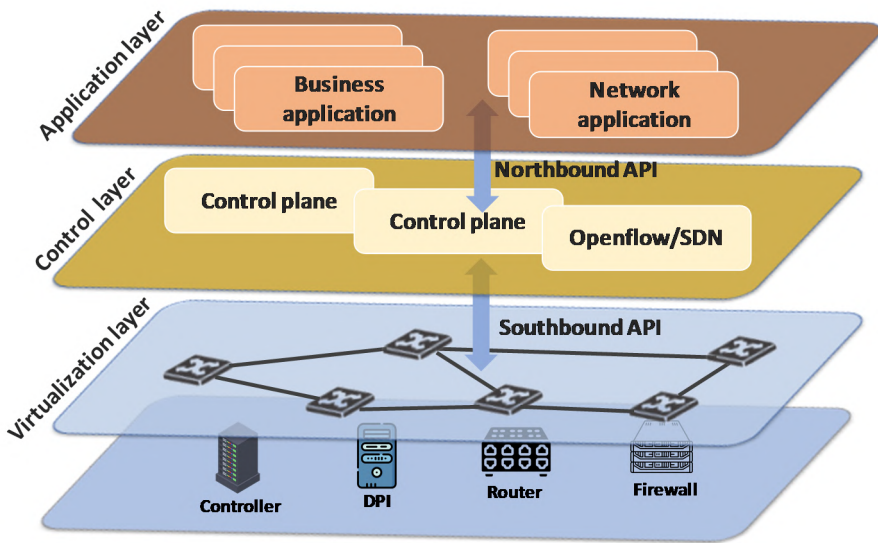 Application layer
Business
application
Network
application
Northbound API
Control layer
Control plane
Control plane
Openflow/SDN
Virtualization layer
Southbound API
Controller
DPI
Router
Firewall